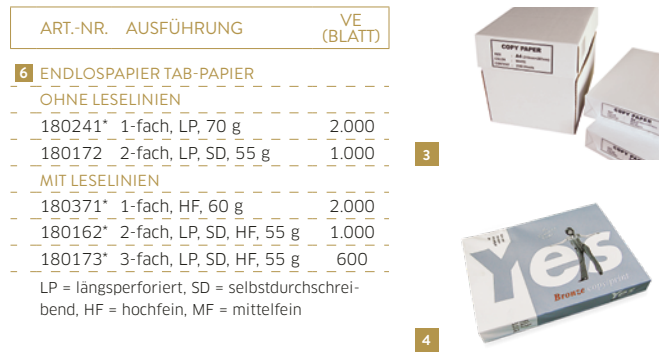 ART.-NR. AUSFÜHRUNG VE (BLATT)
6 ENDLOSPAPIER TAB-PAPIER
OHNE LESELINIEN
180241* 1-fach, LP, 70 g 2.000
180172 2-fach, LP, SD, 55 g 1.000
MIT LESELINIEN
180371* 1-fach, HF, 60 g 2.000
180162* 2-fach, LP, SD, HF, 55 g 1.000
180173* 3-fach, LP, SD, HF, 55 g 600
LP = längsperforiert, SD = selbstdurchschrei-
bend, HF = hochfein, MF = mittelfein
COPY PAPER
A4
COPY PAPER
3
Yes
Bronze
Yes
4